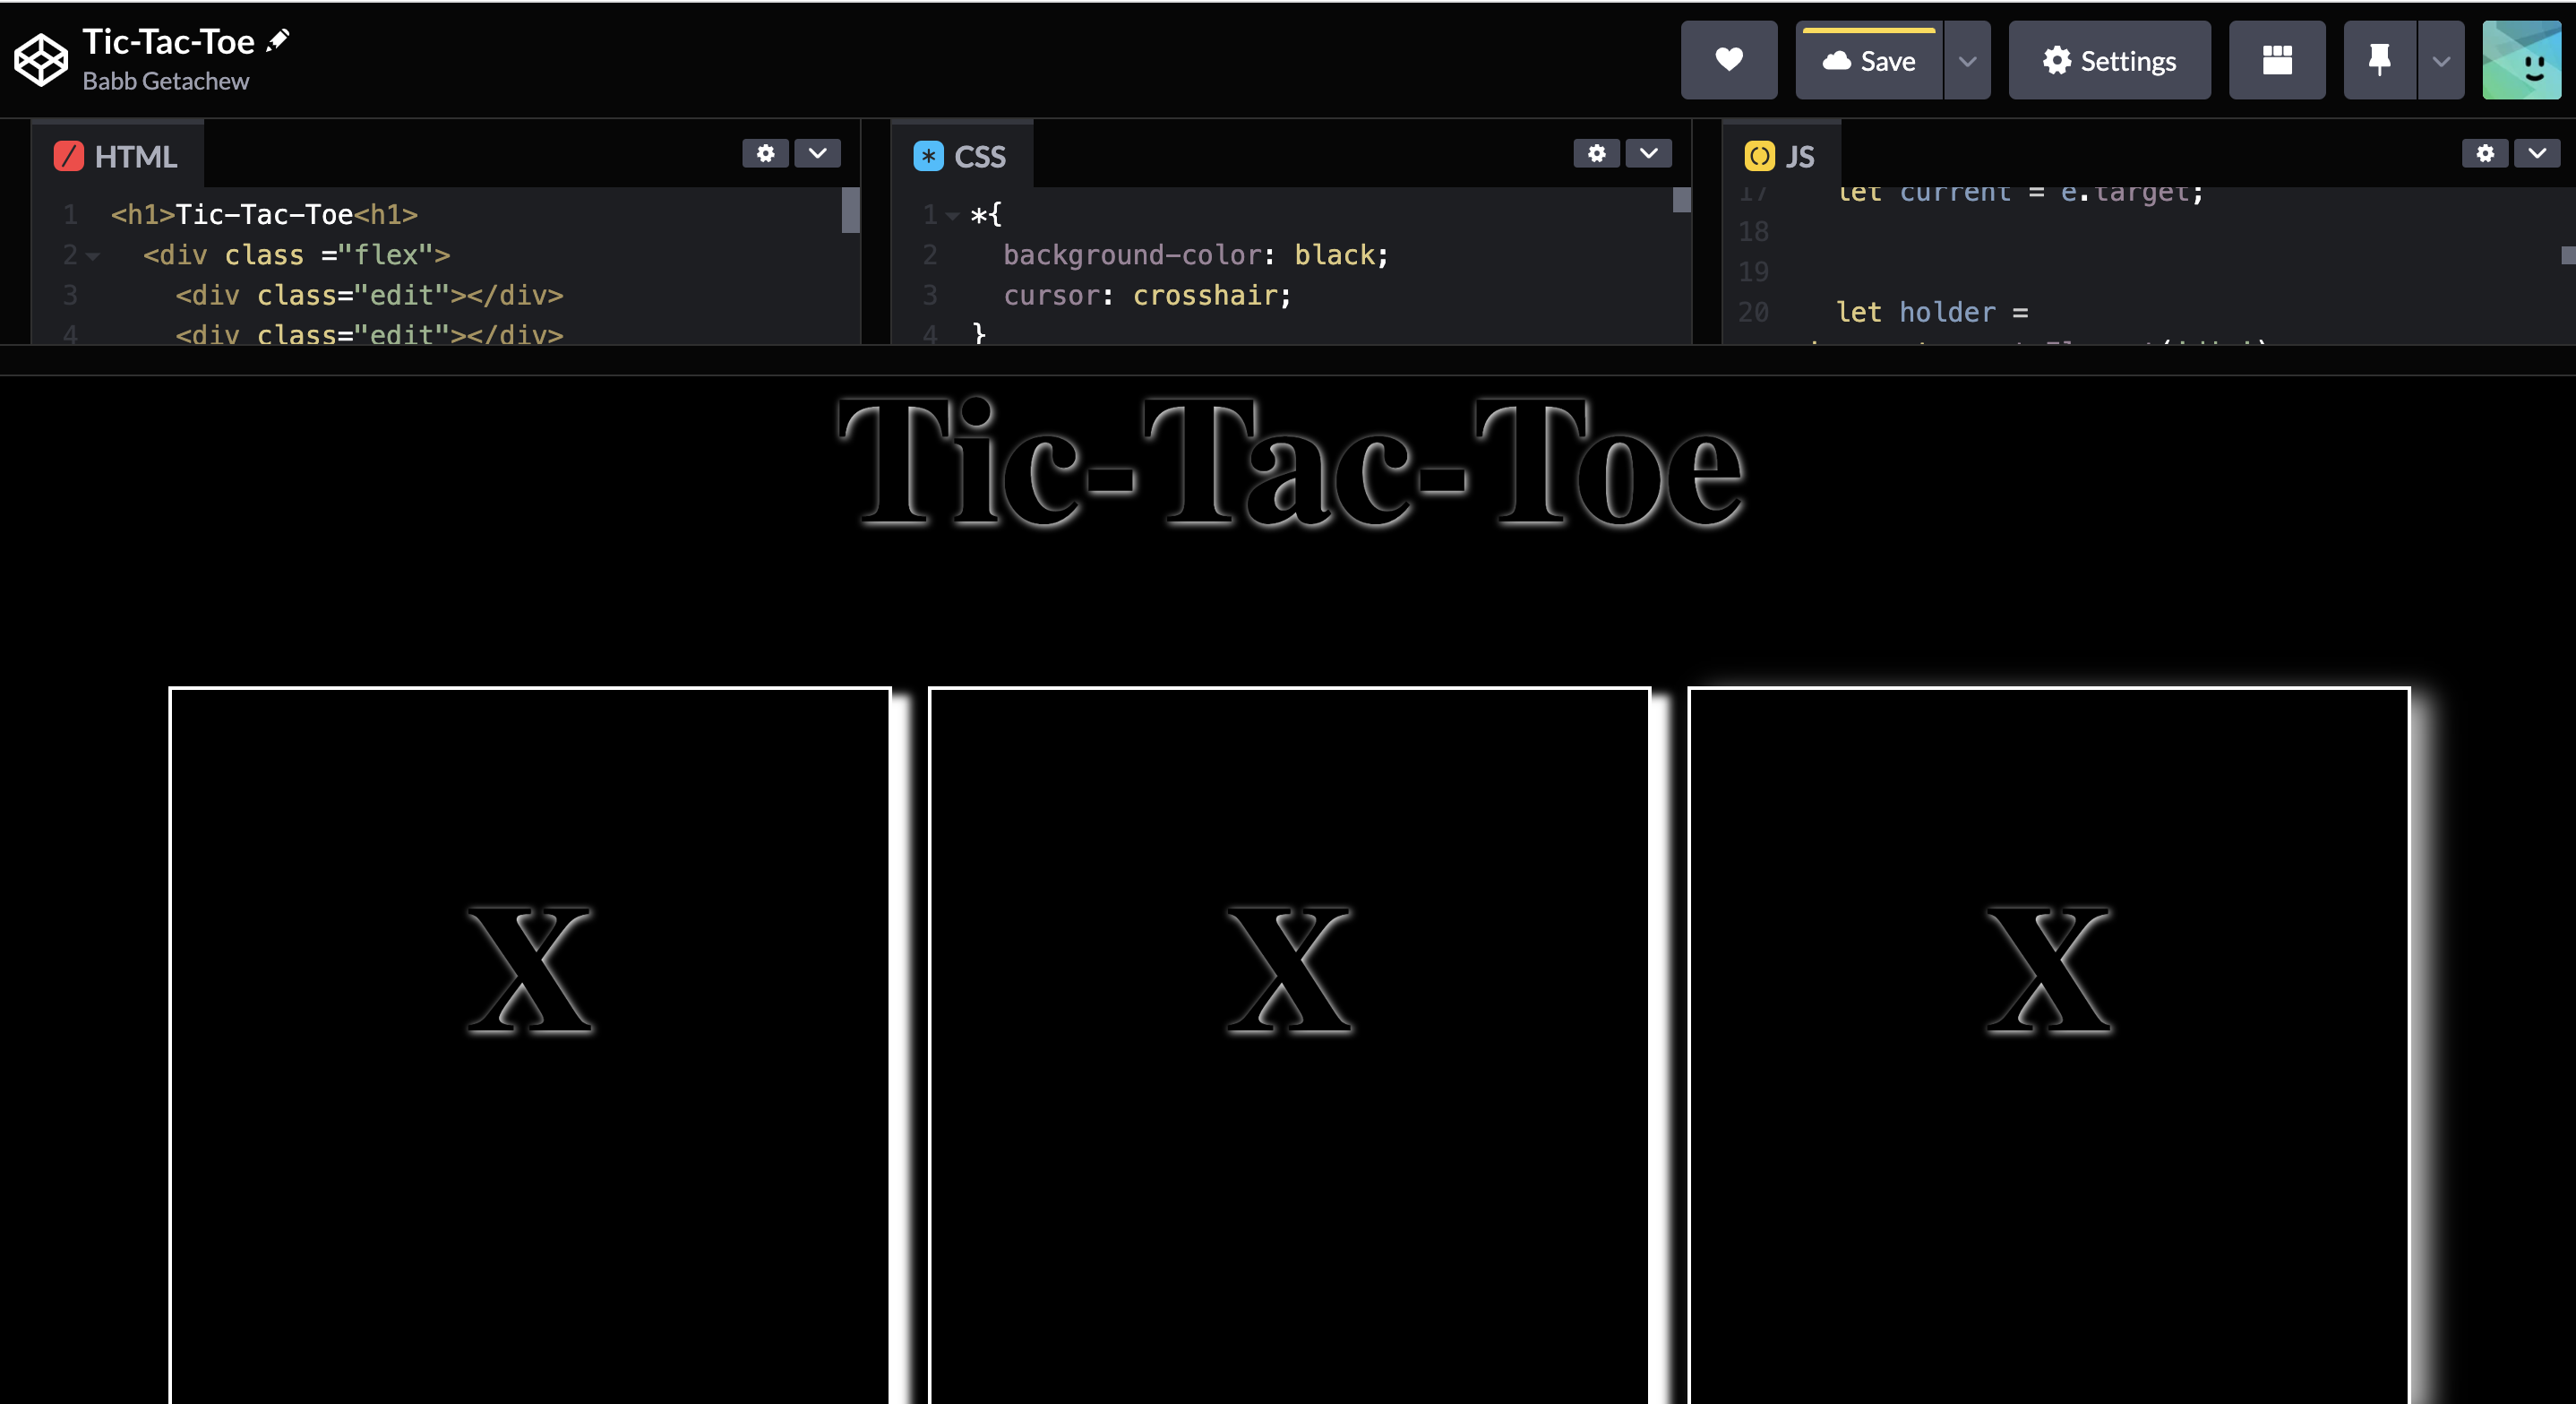 Tic-Tac-Toe
Babb Getachew
Save
Settings
HTML
1 <h1>Tic-Tac-Toe<h1>
2 <div class ="flex">
3 <div class="edit"></div>
4 <div class="edit"></div>
CSS
1 *{
2 background-color: black;
3 cursor: crosshair;
4 }
JS
17 let current = e.target;
18
19
20 let holder =
Tic-Tac-Toe
X X X